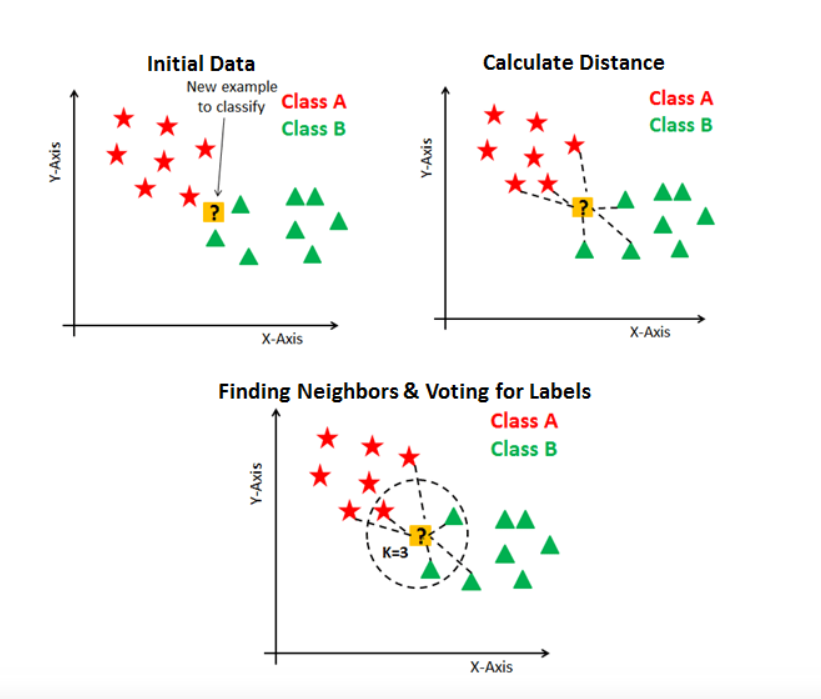 Initial Data
New example
to classify
Class A
Class B
Y-Axis
?
X-Axis
Calculate Distance
Class A
Class B
Y-Axis
?
X-Axis
Finding Neighbors & Voting for Labels
Class A
Class B
Y-Axis
?
K=3
X-Axis